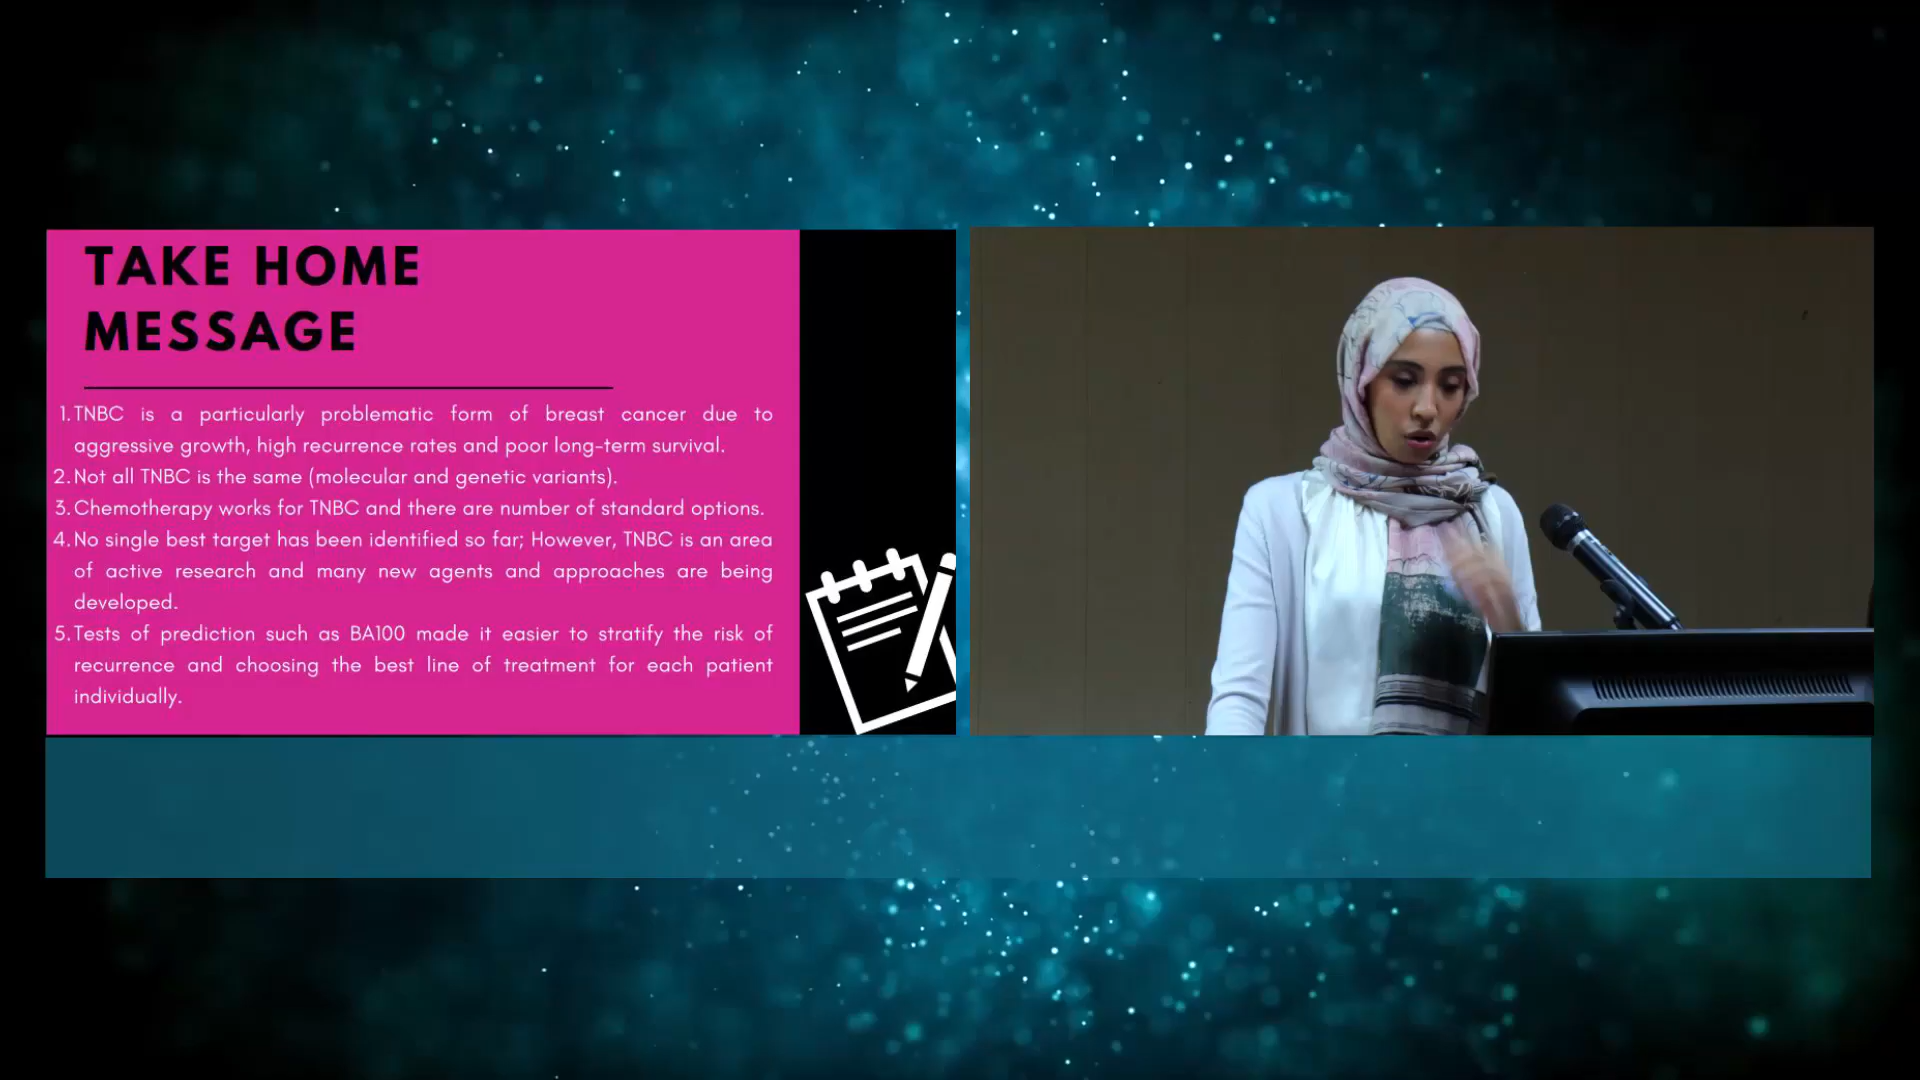 TAKE HOME
MESSAGE
1. TNBC is a particularly problematic form of breast cancer due to
aggressive growth, high recurrence rates and poor long-term survival.
2. Not all TNBC is the same (molecular and genetic variants).
3. Chemotherapy works for TNBC and there are number of standard options.
4. No single best target has been identified so far; However, TNBC is an area
of active research and many new agents and approaches are being
developed.
5. Tests of prediction such as BA100 made it easier to stratify the risk of
recurrence and choosing the best line of treatment for each patient
individually.